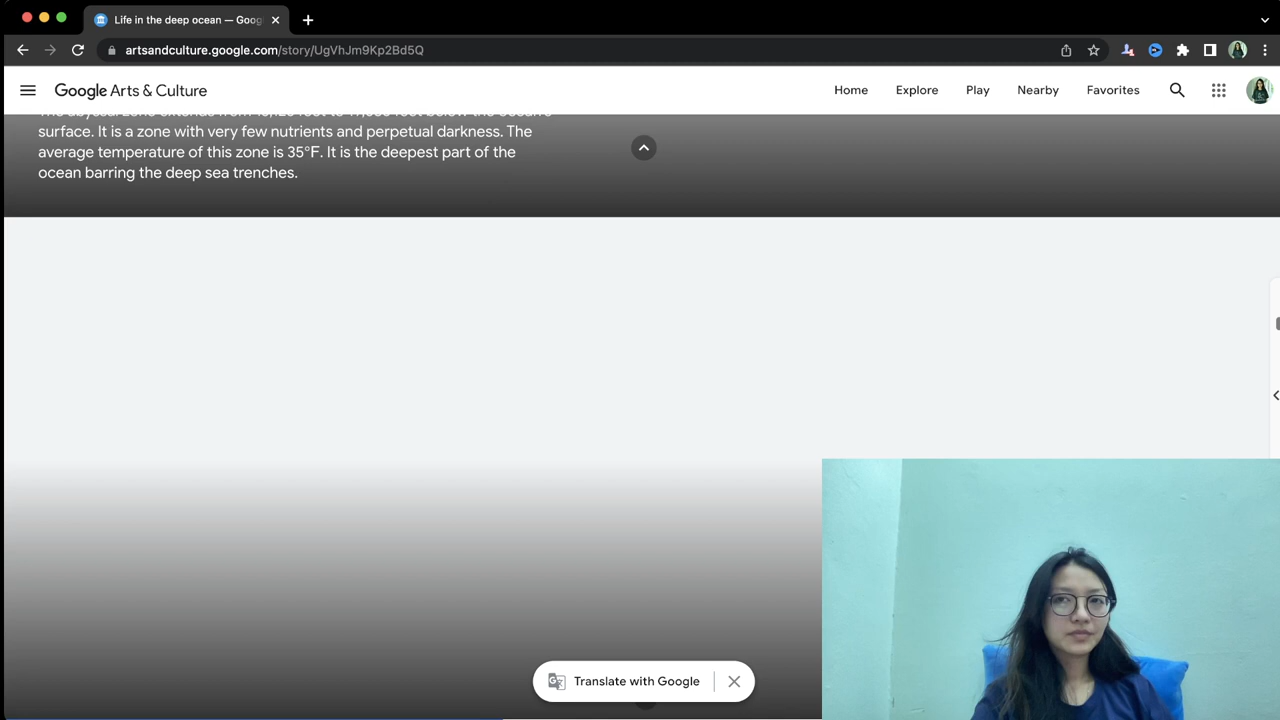 Life in the deep ocean — Goog
artsandculture.google.com/story/UgVhJm9Kp2Bd5Q
Google Arts & Culture
Home Explore Play Nearby Favorites
surface. It is a zone with very few nutrients and perpetual darkness. The
average temperature of this zone is 35°F. It is the deepest part of the
ocean barring the deep sea trenches.
Translate with Google